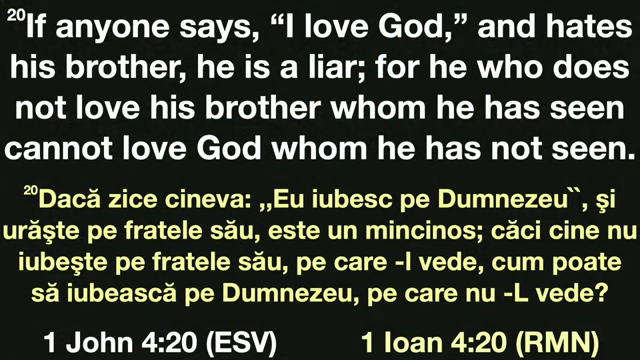 20If anyone says, “I love God,” and hates
his brother, he is a liar; for he who does
not love his brother whom he has seen
cannot love God whom he has not seen.
20Dacă zice cineva: ,,Eu iubesc pe Dumnezeu``, şi
urăşte pe fratele său, este un mincinos; căci cine nu
iubeşte pe fratele său, pe care -l vede, cum poate
să iubească pe Dumnezeu, pe care nu -L vede?
1 John 4:20 (ESV) 1 Ioan 4:20 (RMN)